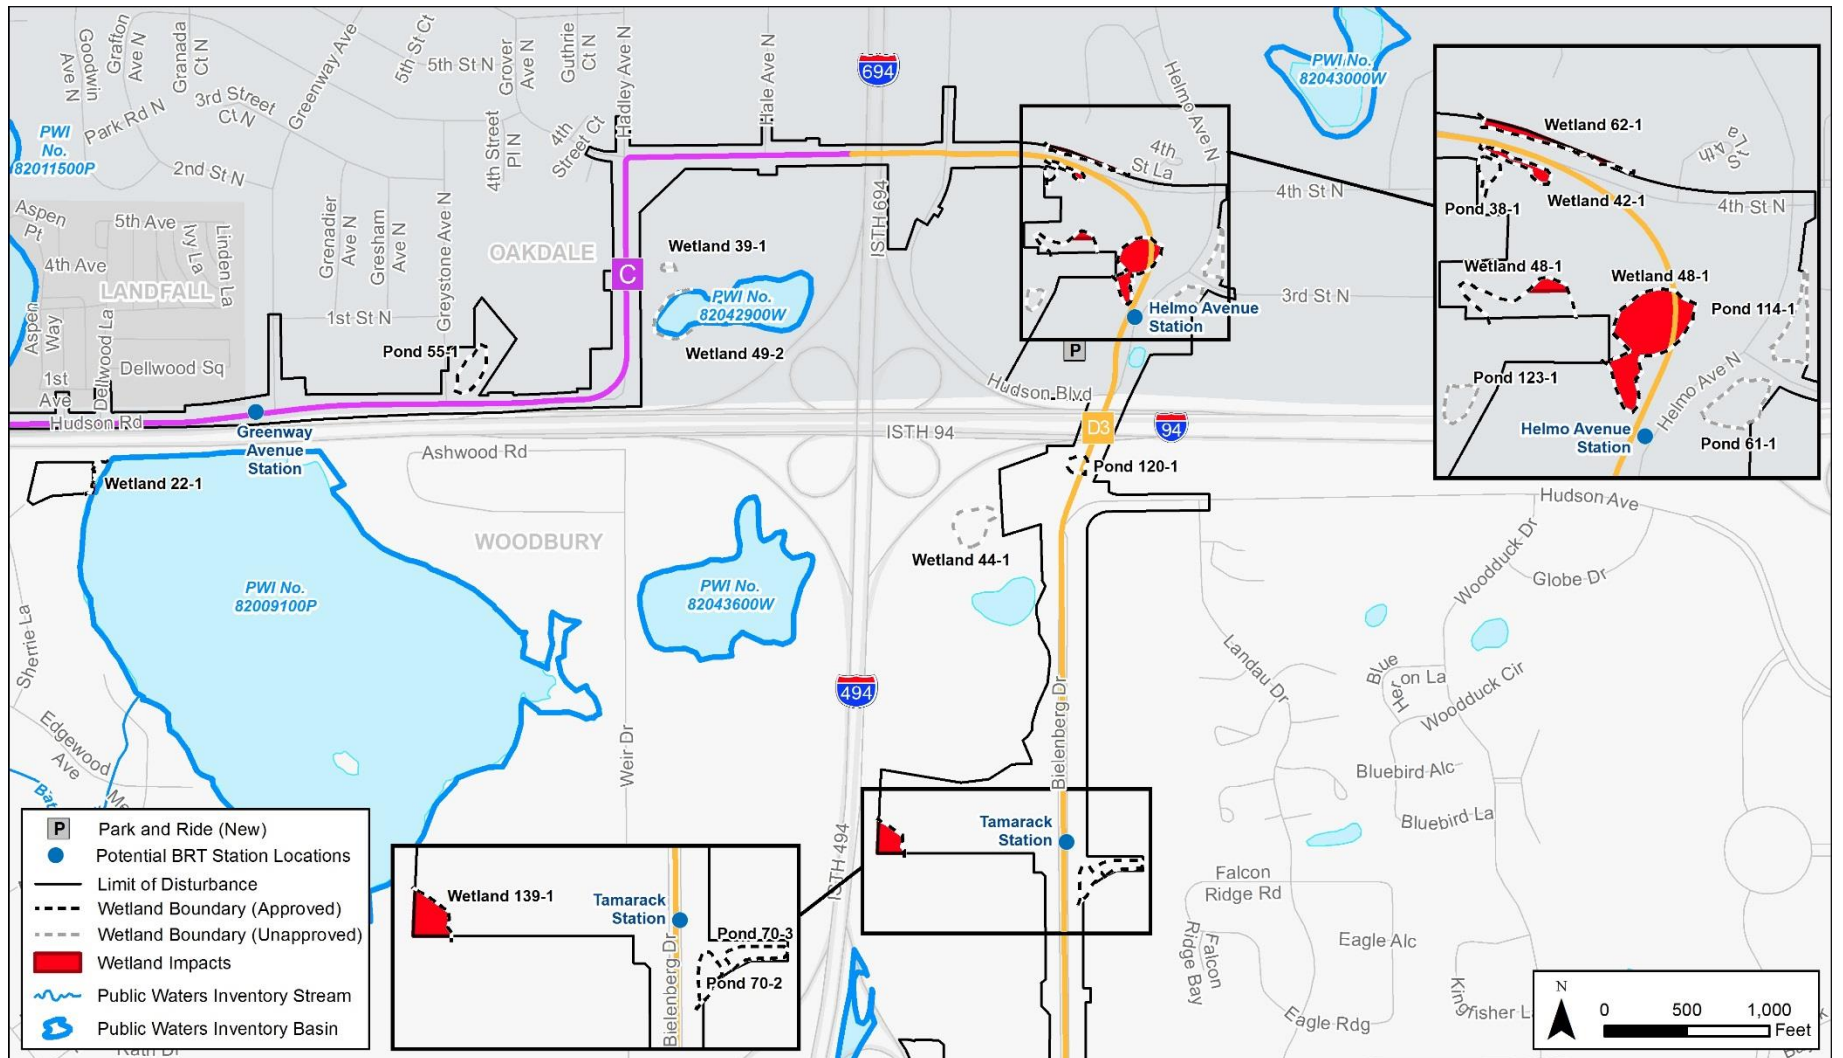 Goodwin
Ave N
Grafton
Ave N
Granada
Ct N
Greenway Ave
5th St Ct
5th St N
Grover
Ave N
Guthrie
Ct N
Hadley Ave N
Hale Ave N
694
Helmo Ave N
PWI No.
82043000W
Park Rd N
3rd Street
Ct N
4th Street
Pl N
4th
Street Ct
PWI
No.
82011500P
2nd St N
4th
St La
4th St N
ISTH 694
Aspen
Pt
5th Ave
Ivy La
Linden La
4th Ave
LANDFALL
Grenadier
Ave N
Gresham
Ave N
Greystone Ave N
OAKDALE
Wetland 39-1
C
PWI No.
82042900W
Wetland 49-2
3rd St N
Helmo Avenue
Station
P
1st St N
Aspen
Way
Dellwood La
Dellwood Sq
Pond 55-1
1st
Ave
Hudson Rd
Greenway
Avenue
Station
Hudson Blvd
ISTH 94
D3
94
Ashwood Rd
Wetland 22-1
Pond 120-1
WOODBURY
Wetland 44-1
PWI No.
82009100P
PWI No.
82043600W
Hudson Ave
Woodduck Dr
Globe Dr
Sherrie La
Landau Dr
Blue
Her
on La
Woodduck Cir
494
Weir Dr
Bielenberg Dr
Edgewood
Ave
Bluebird Alc
Bluebird La
ISTH 494
Tamarack
Station
Falcon
Ridge Rd
Falcon
Ridge Bay
Eagle Alc
Eagle Rdg
King
fisher L
Wetland 62-1
4th
St La
Pond 38-1
Wetland 42-1
4th St N
Wetland 48-1
Wetland 48-1
Pond 114-1
Pond 123-1
Helmo Ave N
Helmo Avenue
Station
Pond 61-1
Wetland 139-1
Tamarack
Station
Bielenberg Dr
Pond 70-3
Pond 70-2
P
Park and Ride (New)
Potential BRT Station Locations
Limit of Disturbance
Wetland Boundary (Approved)
Wetland Boundary (Unapproved)
Wetland Impacts
Public Waters Inventory Stream
Public Waters Inventory Basin
N
0 500 1,000
Feet